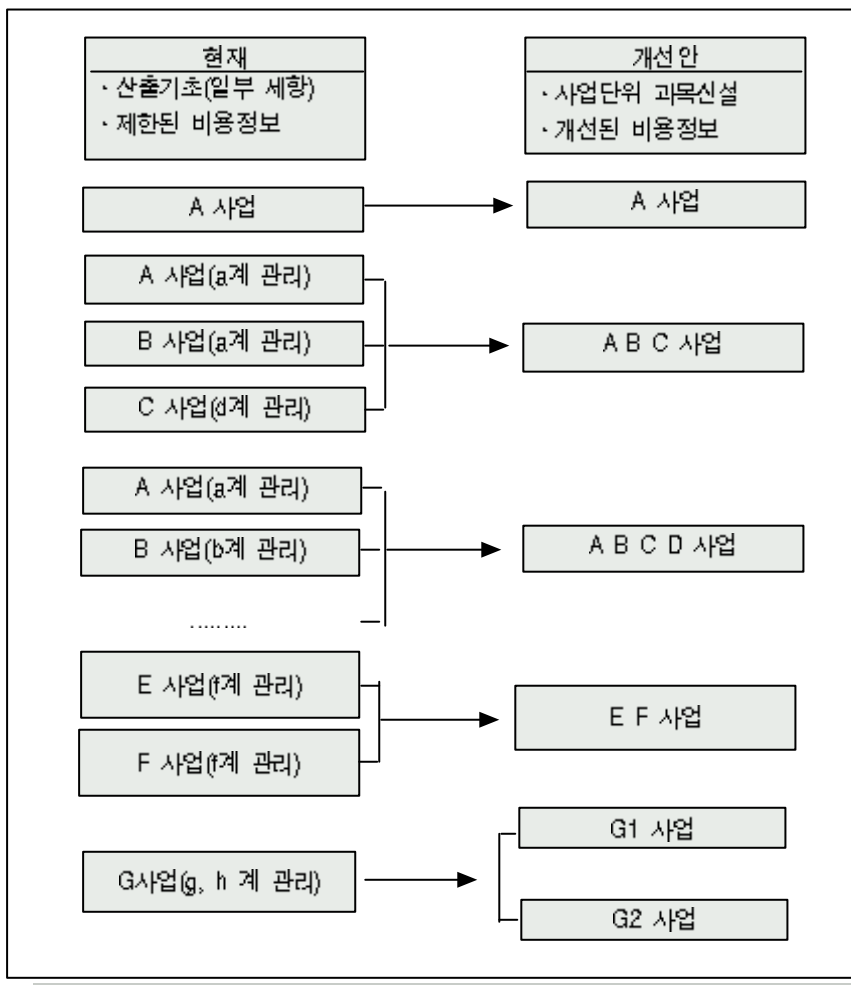 현재
· 산출기초(일부 세항)
· 제한된 비용정보
개선안
· 사업단위 과목신설
· 개선된 비용정보
A 사업
A 사업
A 사업(a계 관리)
B 사업(a계 관리)
C 사업(d계 관리)
A B C 사업
A 사업(a계 관리)
B 사업(b계 관리)
.........
A B C D 사업
E 사업(f계 관리)
F 사업(f계 관리)
E F 사업
G사업(g, h 계 관리)
G1 사업
G2 사업